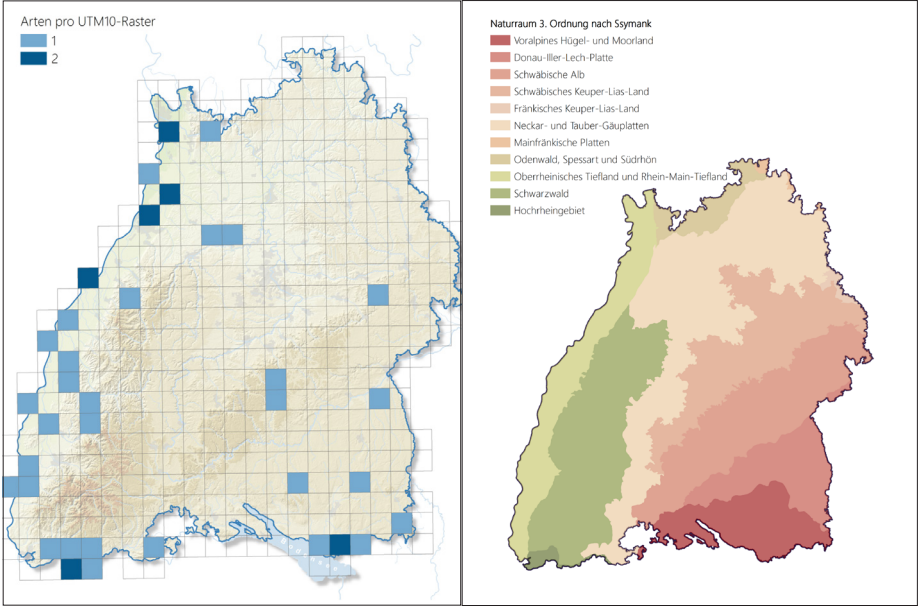 Arten pro UTM10-Raster
1
2
Naturraum 3. Ordnung nach Ssymank
Voralpines Hügel- und Moorland
Donau-Iller-Lech-Platte
Schwäbische Alb
Schwäbisches Keuper-Lias-Land
Fränkisches Keuper-Lias-Land
Neckar- und Tauber-Gäuplatten
Mainfränkische Platten
Odenwald, Spessart und Südrhön
Oberrheinisches Tiefland und Rhein-Main-Tiefland
Schwarzwald
Hochrheingebiet